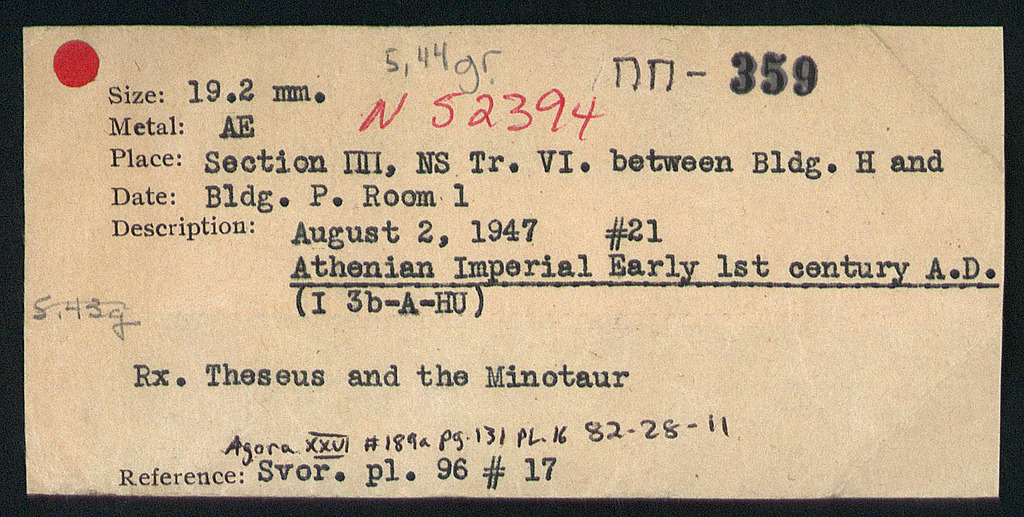 5,44gr.
ΠΠ- 359
Size: 19.2 mm.
N 52394
Metal: AE
Place: Section ΠΠ, NS Tr. VI. between Bldg. H and
Date: Bldg. P. Room 1
Description: August 2, 1947 #21
Athenian Imperial Early 1st century A.D.
(I 3b-A-HU)
5.43g
Rx. Theseus and the Minotaur
Agora XXVI #189a pg.131 PL.16 82-28-11
Reference: Svor. pl. 96 # 17